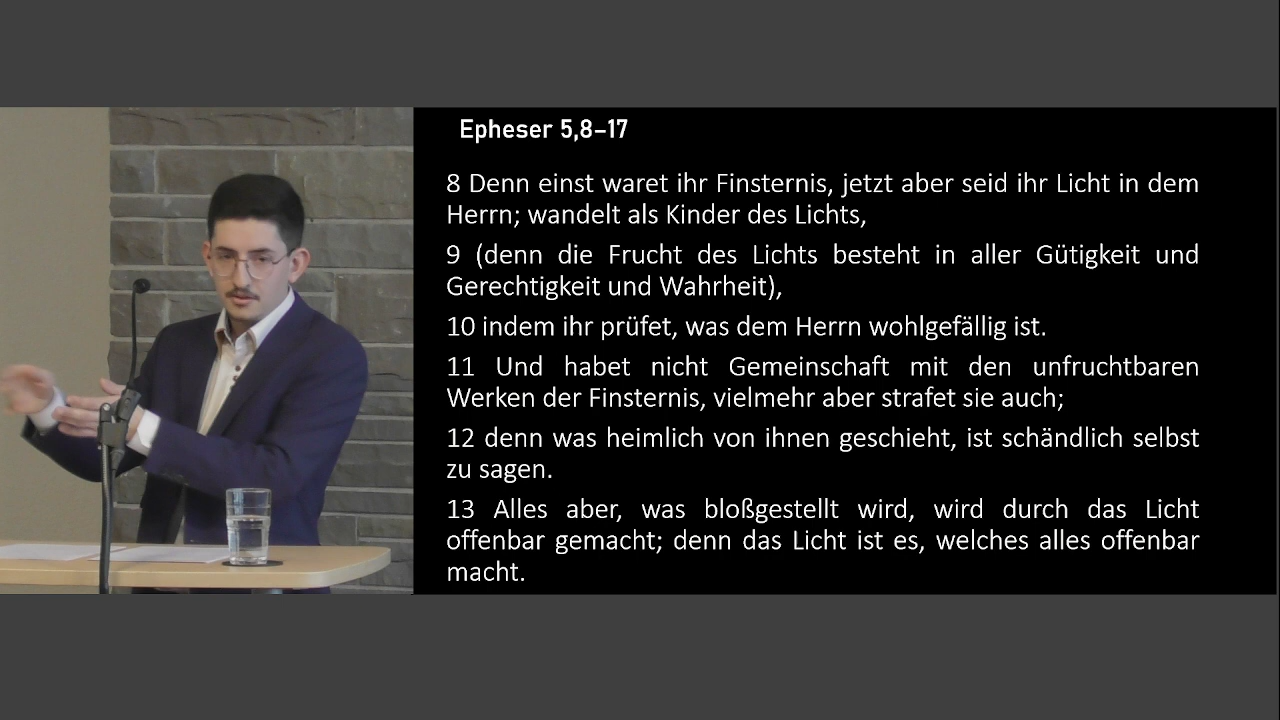 Epheser 5,8–17
8 Denn einst waret ihr Finsternis, jetzt aber seid ihr Licht in dem
Herrn; wandelt als Kinder des Lichts,
9 (denn die Frucht des Lichts besteht in aller Gütigkeit und
Gerechtigkeit und Wahrheit),
10 indem ihr prüfet, was dem Herrn wohlgefällig ist.
11 Und habet nicht Gemeinschaft mit den unfruchtbaren
Werken der Finsternis, vielmehr aber strafet sie auch;
12 denn was heimlich von ihnen geschieht, ist schändlich selbst
zu sagen.
13 Alles aber, was bloßgestellt wird, wird durch das Licht
offenbar gemacht; denn das Licht ist es, welches alles offenbar
macht.